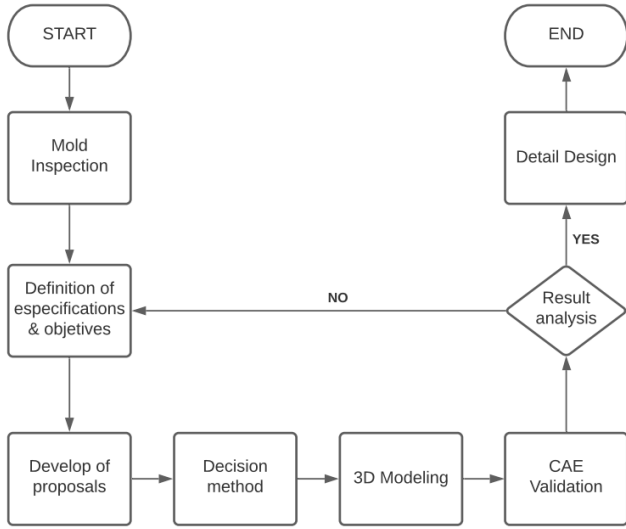 START
Mold
Inspection
Definition of
especifications
& objetives
Develop of
proposals
Decision
method
3D Modeling
CAE
Validation
Result
analysis
NO
YES
Detail Design
END